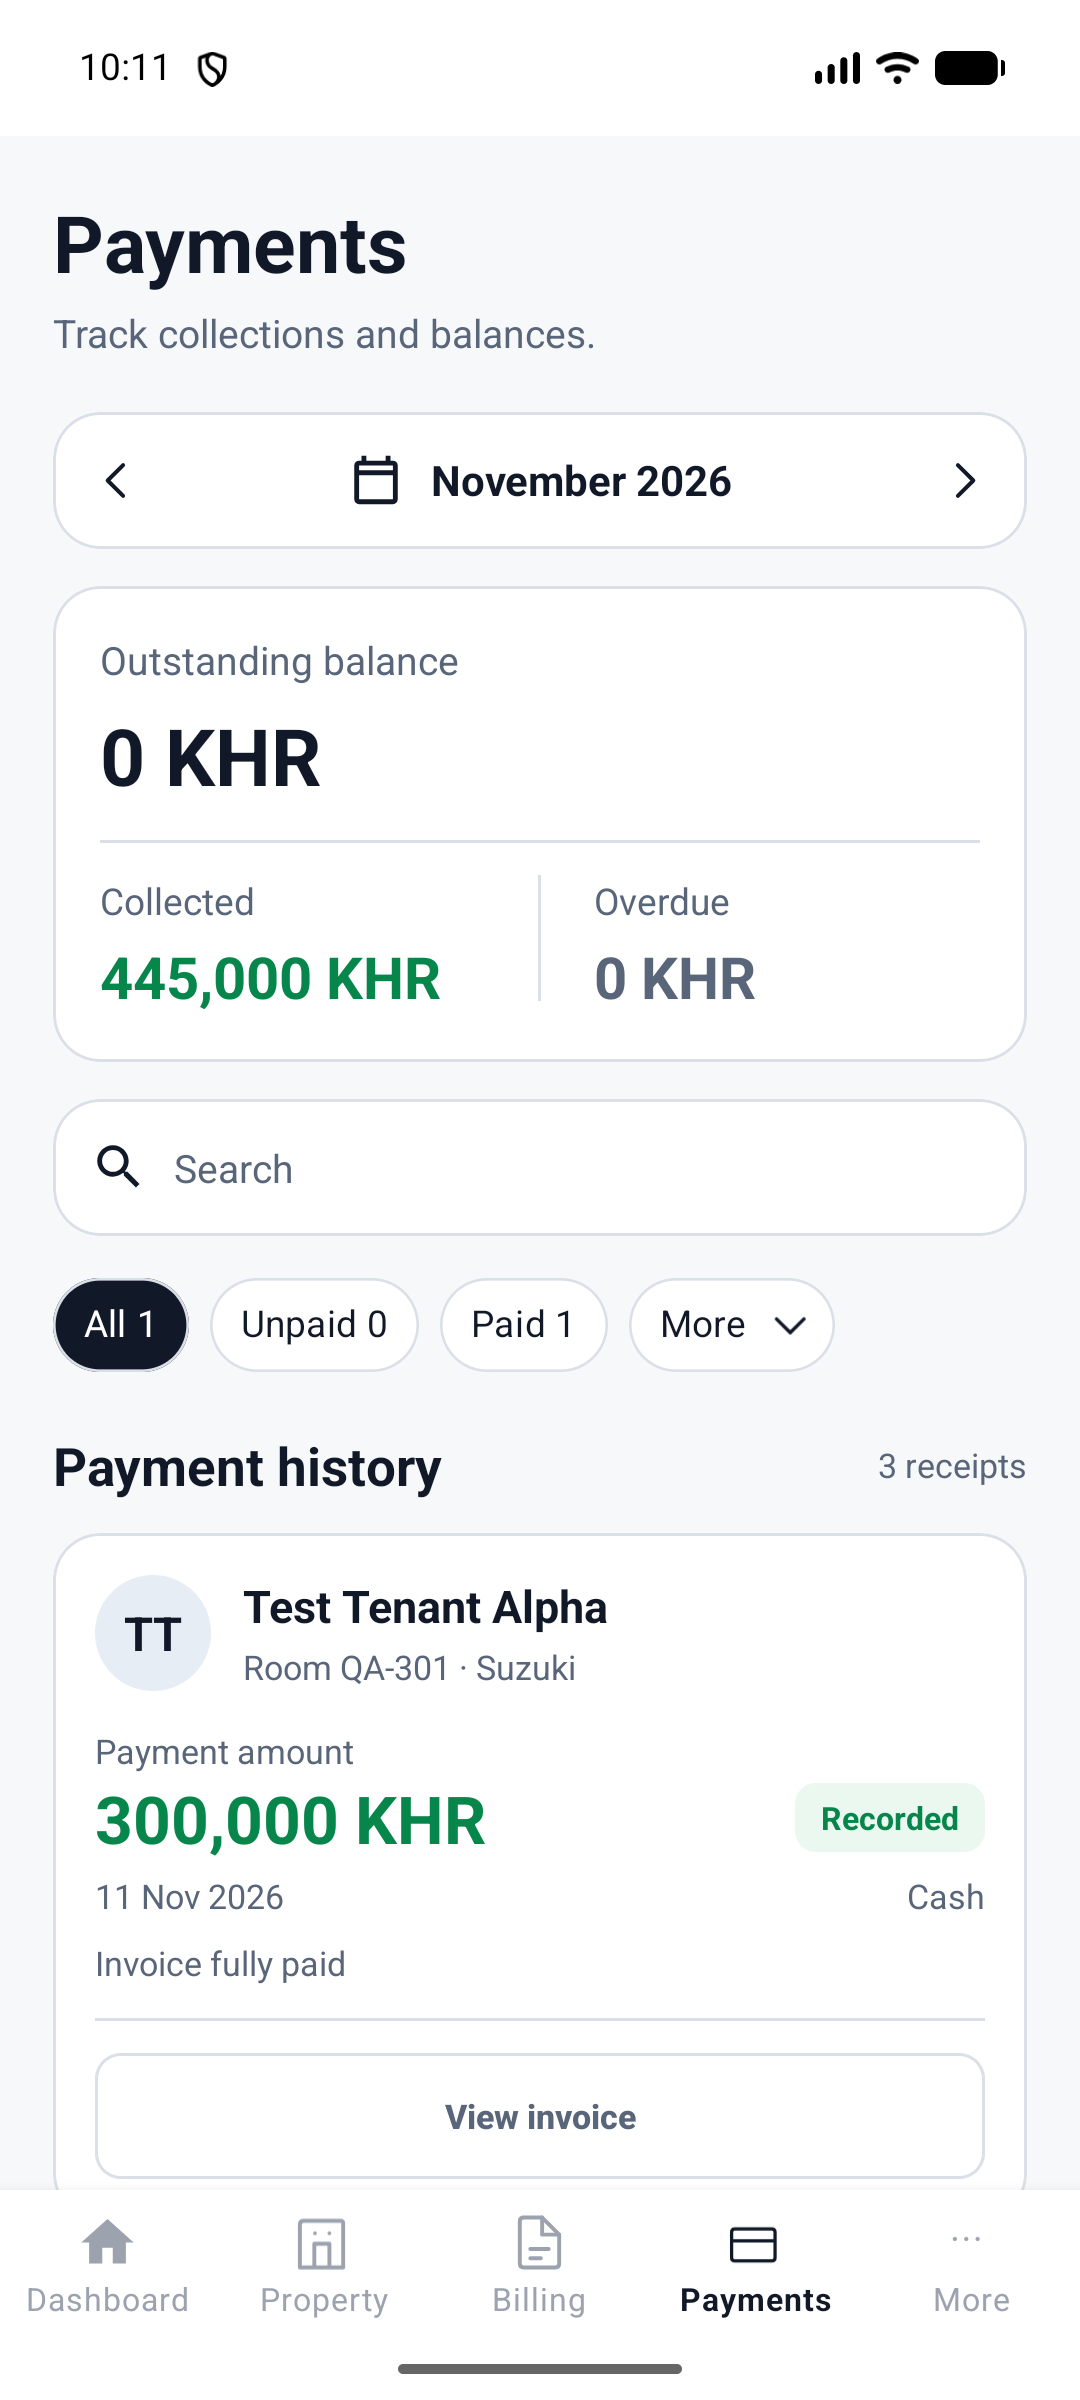 10:11
Payments
Track collections and balances.
November 2026
Outstanding balance
0 KHR
Collected
Overdue
445,000 KHR
0 KHR
Search
All 1
Unpaid 0
Paid 1
More
Payment history
3 receipts
TT
Test Tenant Alpha
Room QA-301 · Suzuki
Payment amount
300,000 KHR
Recorded
11 Nov 2026
Cash
Invoice fully paid
View invoice
Dashboard
Property
Billing
Payments
More